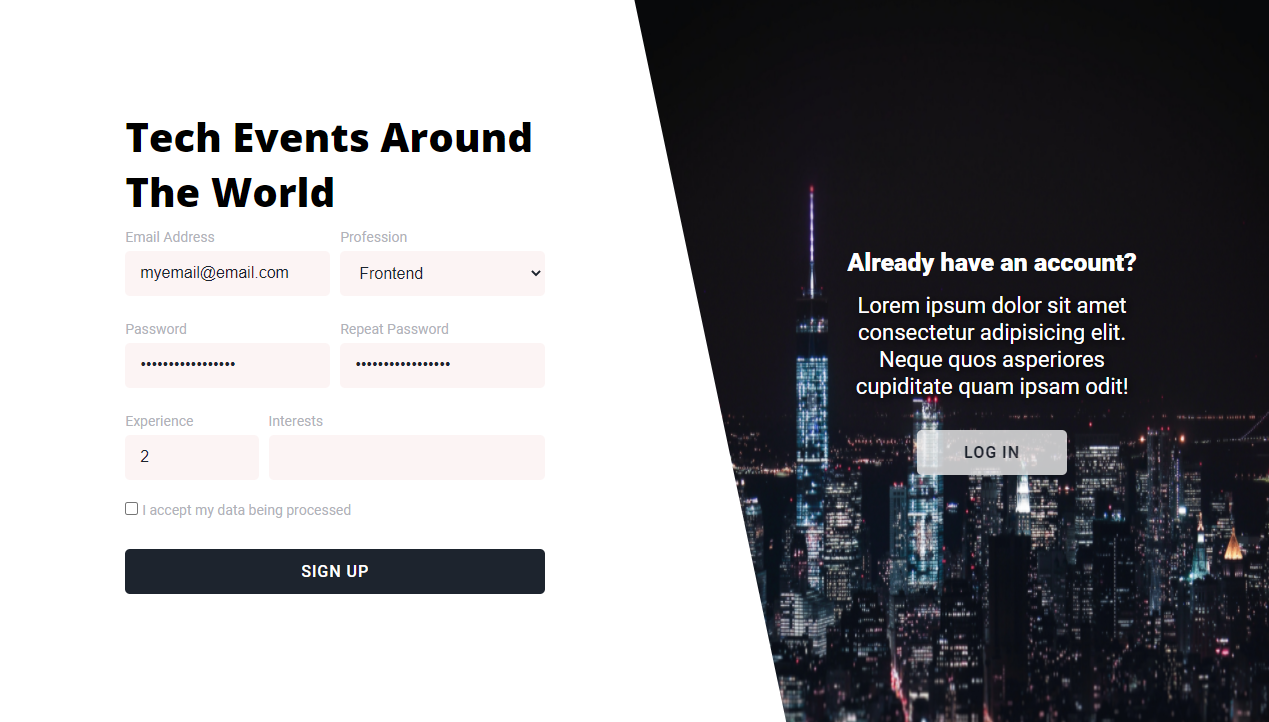 Tech Events Around
The World
Email Address
Profession
myemail@email.com
Frontend
Password
Repeat Password
•••••••••••••••••
•••••••••••••••••
Experience
Interests
2
I accept my data being processed
SIGN UP
Already have an account?
Lorem ipsum dolor sit amet
consectetur adipisicing elit.
Neque quos asperiores
cupiditate quam ipsam odit!
LOG IN